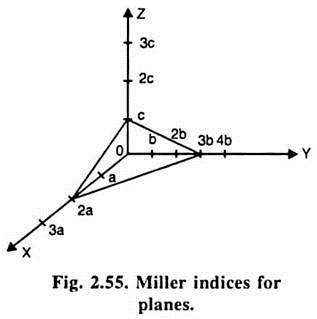 Z
3c
2c
c
0 b 2b 3b 4b Y
a
2a
3a
X
Fig. 2.55. Miller indices for
planes.